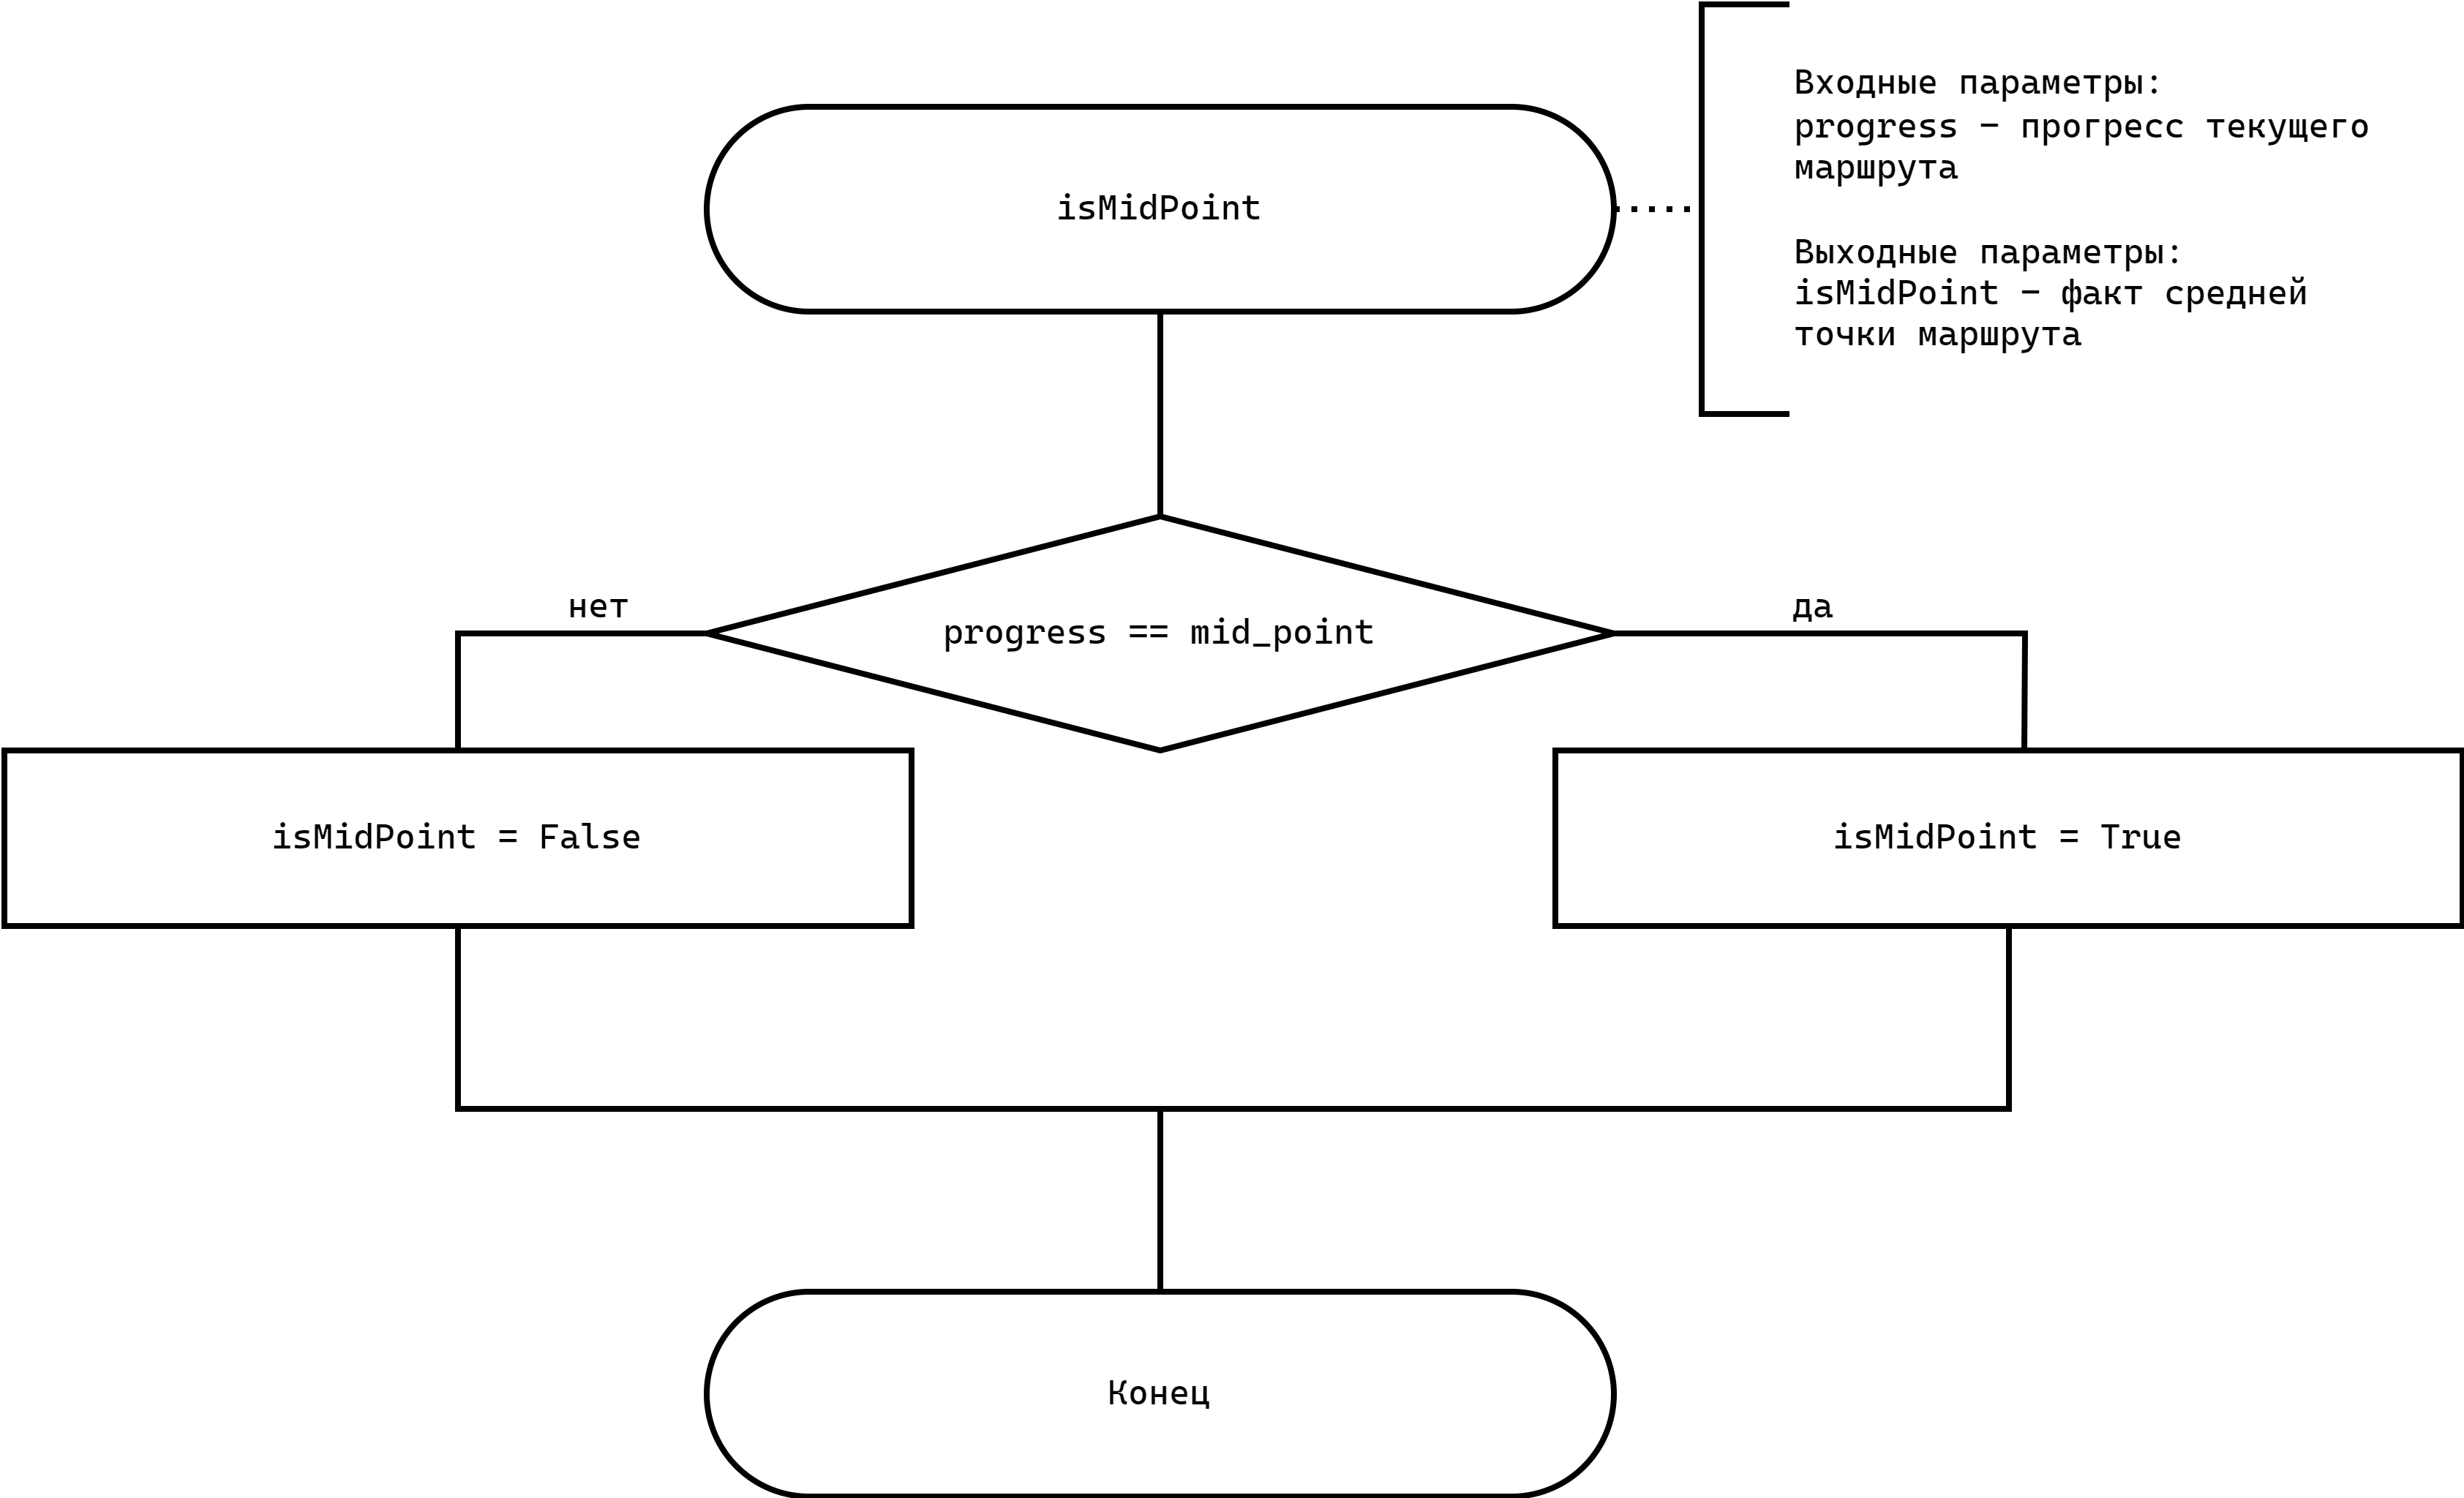 isMidPoint
Входные параметры:
progress – прогресс текущего
маршрута
Выходные параметры:
isMidPoint – факт средней
точки маршрута
нет
progress == mid_point
да
isMidPoint = False
isMidPoint = True
Конец